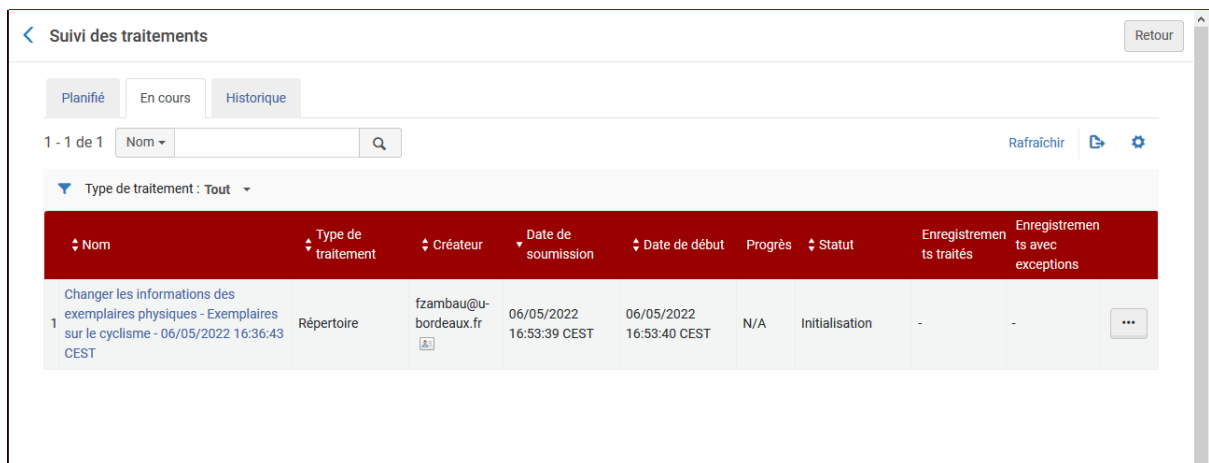 Suivi des traitements
Retour
Planifié En cours Historique
1 - 1 de 1 Nom Rafraîchir
Type de traitement : Tout
Nom
Type de
traitement
Créateur
Date de
soumission
Date de début
Progrès
Statut
Enregistremen
ts traités
Enregistremen
ts avec
exceptions
1
Changer les informations des
exemplaires physiques - Exemplaires
sur le cyclisme - 06/05/2022 16:36:43
CEST
Répertoire
fzambau@u-
bordeaux.fr
06/05/2022
16:53:39 CEST
06/05/2022
16:53:40 CEST
N/A
Initialisation
-
-